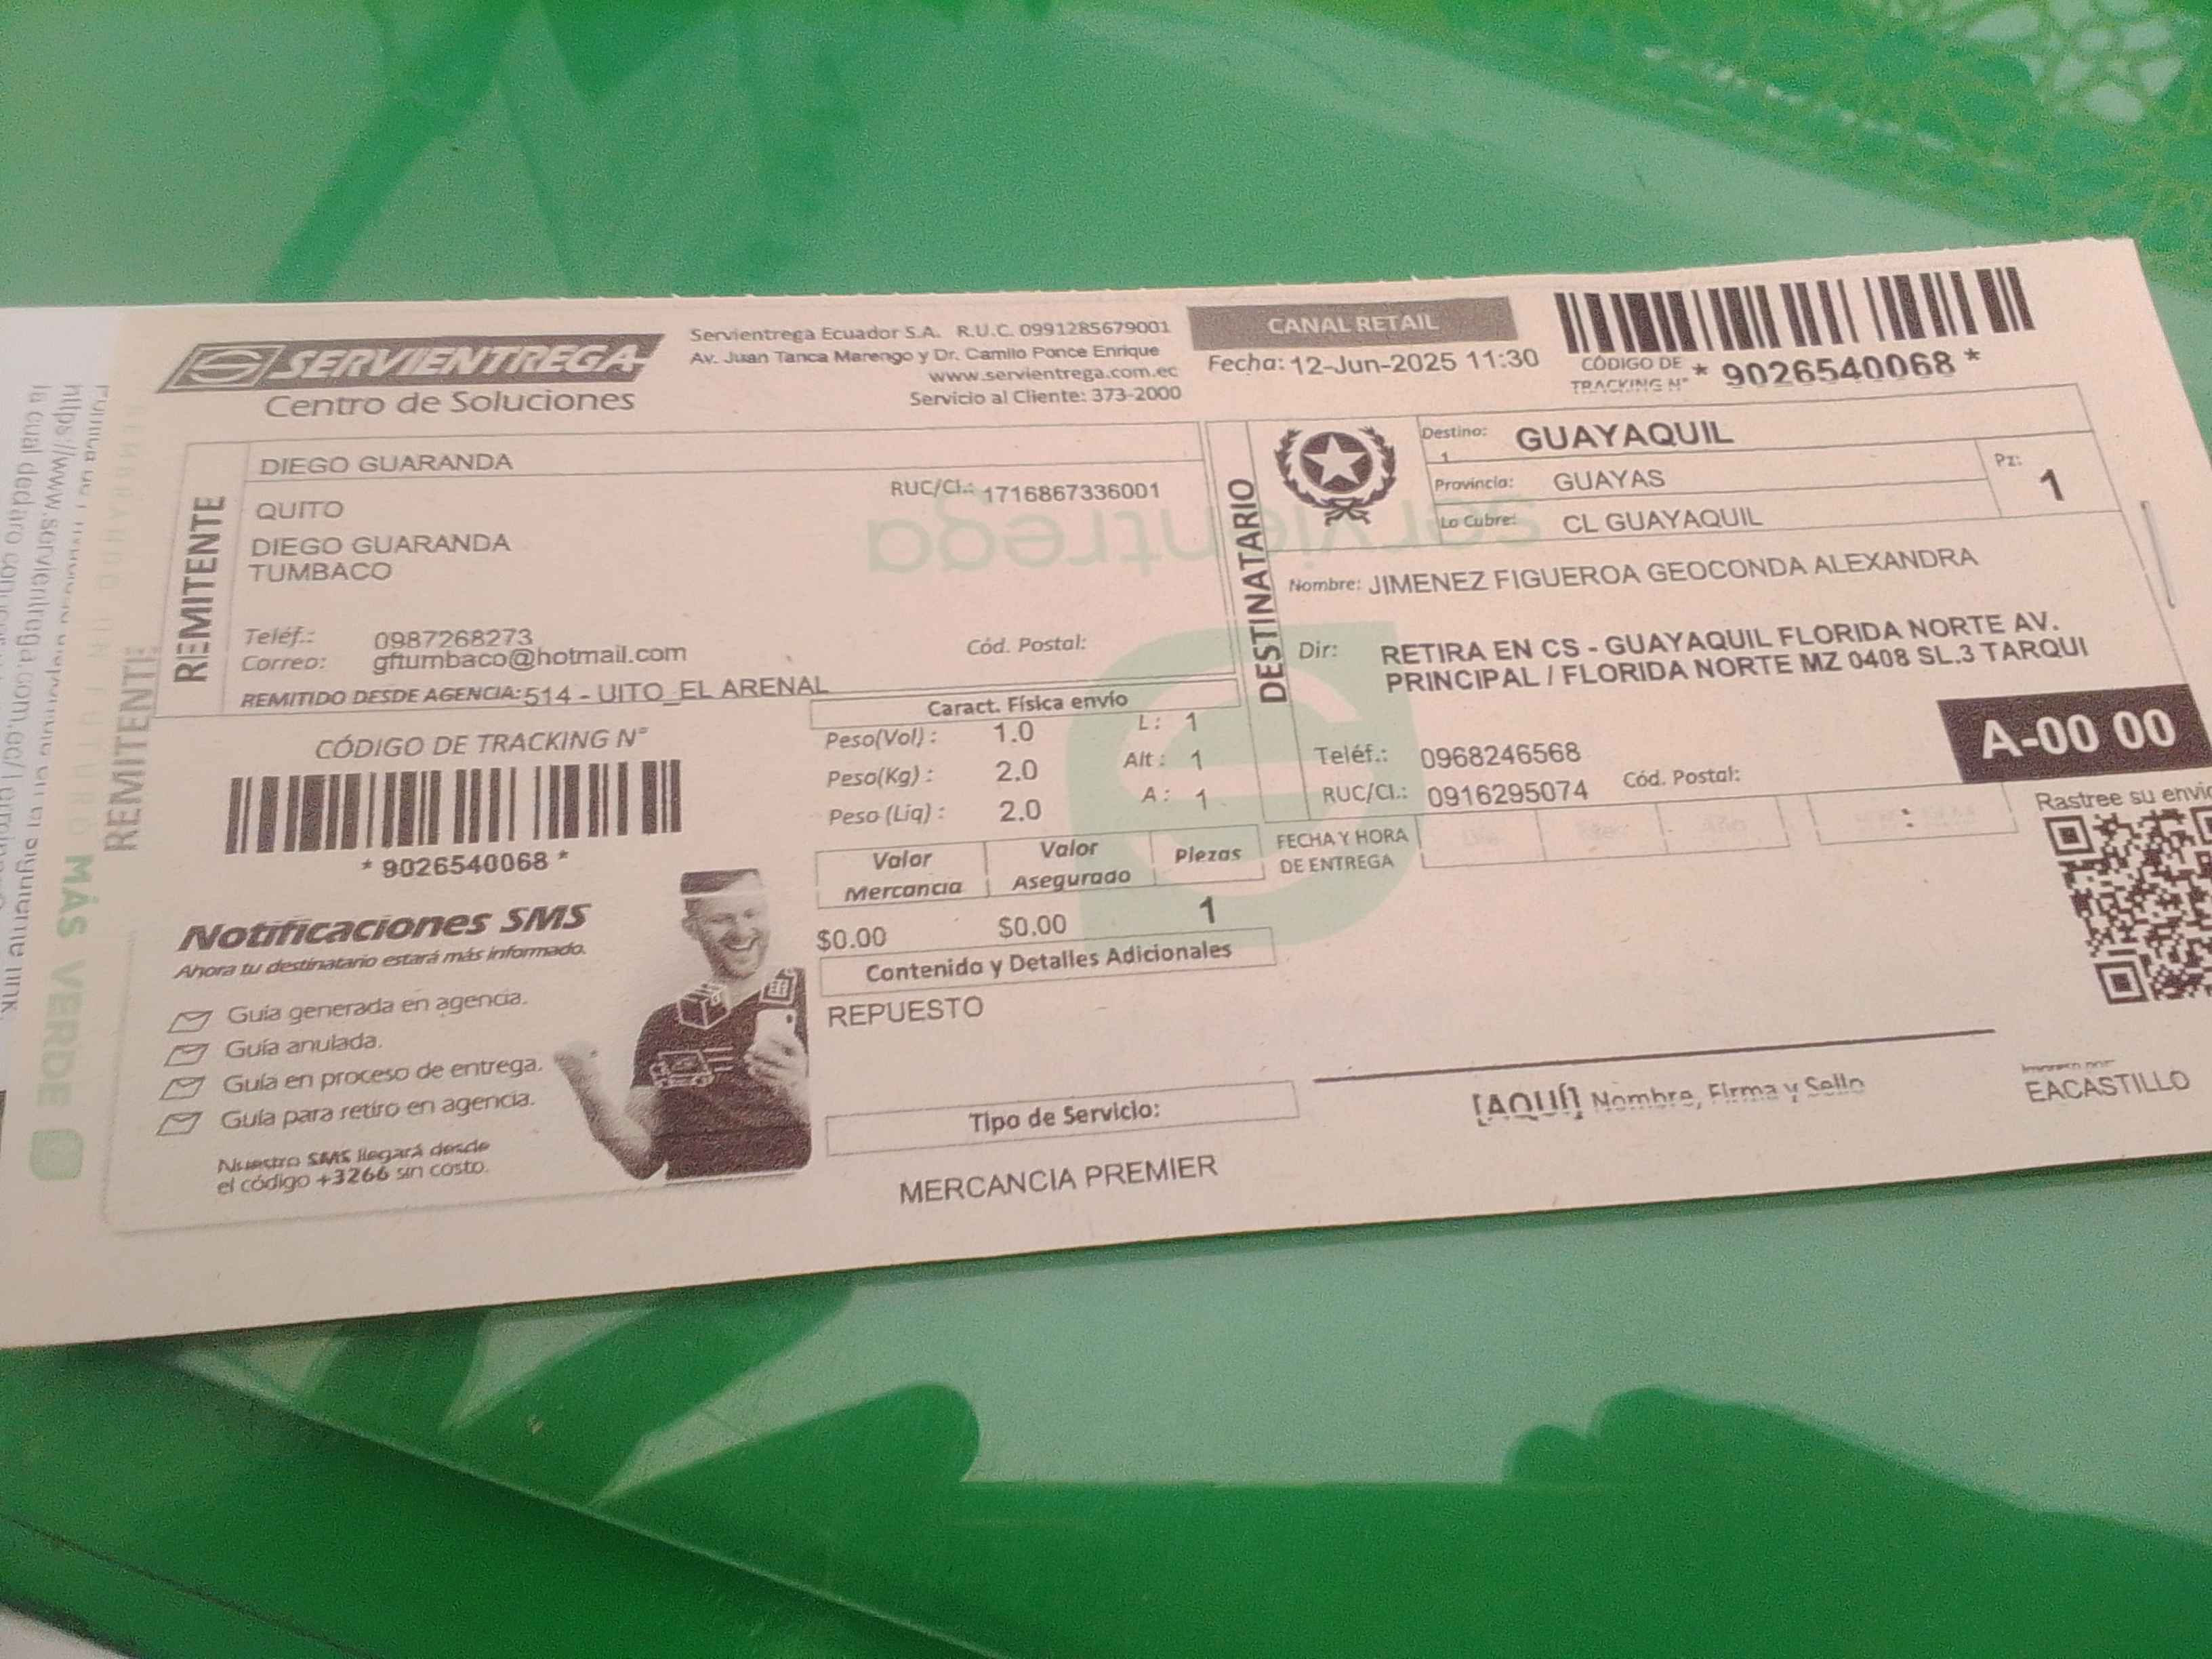 SERVIENTREGA
Centro de Soluciones
Servientrega Ecuador S.A. R.U.C. 0991285679001
Av. Juan Tanca Marengo y Dr. Camilo Ponce Enrique
www.servientrega.com.ec
Servicio al Cliente: 373-2000
CANAL RETAIL
Fecha: 12-Jun-2025 11:30
CÓDIGO DE
TRACKING N° * 9026540068 *
REMITENTE
DIEGO GUARANDA
QUITO
RUC/CI.: 1716867336001
DIEGO GUARANDA
TUMBACO
Teléf.: 0987268273
Correo: gftumbaco@hotmail.com
Cód. Postal:
REMITIDO DESDE AGENCIA: 514 - UITO_EL ARENAL
DESTINATARIO
Destino: GUAYAQUIL
1
Provincia: GUAYAS
Lo Cubre: CL GUAYAQUIL
Pz:
1
Nombre: JIMENEZ FIGUEROA GEOCONDA ALEXANDRA
Dir: RETIRA EN CS - GUAYAQUIL FLORIDA NORTE AV.
PRINCIPAL / FLORIDA NORTE MZ 0408 SL.3 TARQUI
Teléf.: 0968246568
RUC/CI.: 0916295074
Cód. Postal:
A-00 00
Rastree su envío
FECHA Y HORA
DE ENTREGA
:
CÓDIGO DE TRACKING N°
* 9026540068 *
Caract. Física envío
Peso(Vol) : 1.0 L: 1
Peso(Kg) : 2.0 Alt : 1
Peso (Liq) : 2.0 A : 1
Valor Mercancia
Valor Asegurado
Piezas
$0.00 $0.00 1
Contenido y Detalles Adicionales
REPUESTO
Tipo de Servicio:
MERCANCIA PREMIER
Notificaciones SMS
Ahora tu destinatario estará más informado.
Guía generada en agencia.
Guía anulada.
Guía en proceso de entrega.
Guía para retiro en agencia.
Nuestro SMS llegará desde
el código +3266 sin costo.
[AQUÍ] Nombre, Firma y Sello
EACASTILLO
REMITENTE
SEMBRANDO UN FUTURO MÁS VERDE
servientrega